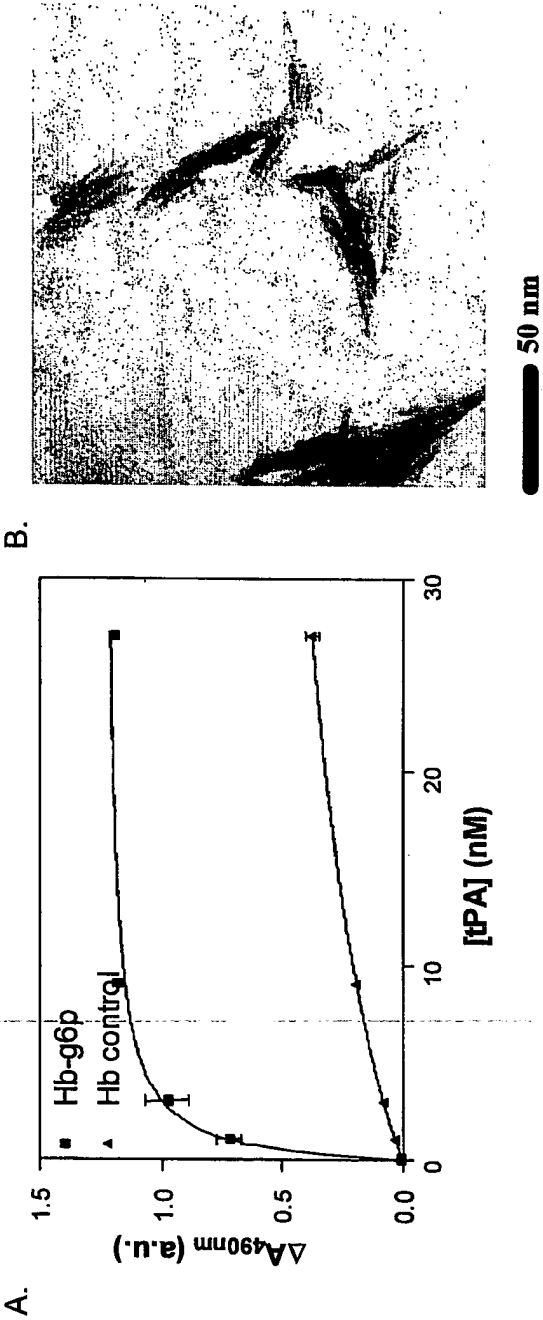 A.
1.5
1.0
0.5
0.0
ΔA490nm (a.u.)
Hb-g6p
Hb control
0
10
20
30
[tPA] (nM)
B.
50 nm